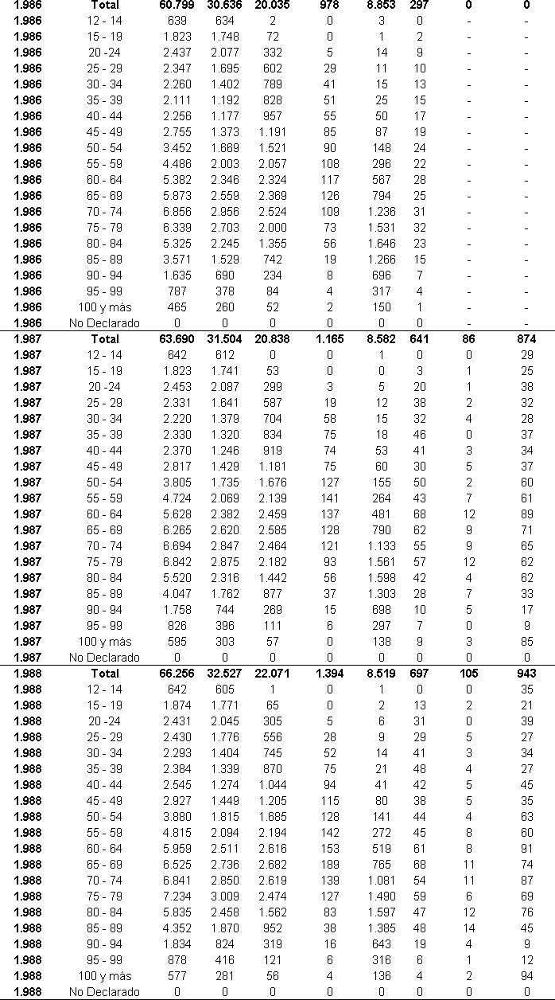 1.986 Total 60.799 30.636 20.035 978 8.853 297 0 0
1.986 12 - 14 639 634 2 0 3 0 - -
1.986 15 - 19 1.823 1.748 72 0 1 2 - -
1.986 20 -24 2.437 2.077 332 5 14 9 - -
1.986 25 - 29 2.347 1.695 602 29 11 10 - -
1.986 30 - 34 2.260 1.402 789 41 15 13 - -
1.986 35 - 39 2.111 1.192 828 51 25 15 - -
1.986 40 - 44 2.256 1.177 957 55 50 17 - -
1.986 45 - 49 2.755 1.373 1.191 85 87 19 - -
1.986 50 - 54 3.452 1.669 1.521 90 148 24 - -
1.986 55 - 59 4.486 2.003 2.057 108 296 22 - -
1.986 60 - 64 5.382 2.346 2.324 117 567 28 - -
1.986 65 - 69 5.873 2.559 2.369 126 794 25 - -
1.986 70 - 74 6.856 2.956 2.524 109 1.236 31 - -
1.986 75 - 79 6.339 2.703 2.000 73 1.531 32 - -
1.986 80 - 84 5.325 2.245 1.355 56 1.646 23 - -
1.986 85 - 89 3.571 1.529 742 19 1.266 15 - -
1.986 90 - 94 1.635 690 234 8 696 7 - -
1.986 95 - 99 787 378 84 4 317 4 - -
1.986 100 y más 465 260 52 2 150 1 - -
1.986 No Declarado 0 0 0 0 0 0 - -
1.987 Total 63.690 31.504 20.838 1.165 8.582 641 86 874
1.987 12 - 14 642 612 0 0 1 0 0 29
1.987 15 - 19 1.823 1.741 53 0 0 3 1 25
1.987 20 -24 2.453 2.087 299 3 5 20 1 38
1.987 25 - 29 2.331 1.641 587 19 12 38 2 32
1.987 30 - 34 2.220 1.379 704 58 15 32 4 28
1.987 35 - 39 2.330 1.320 834 75 18 46 0 37
1.987 40 - 44 2.370 1.246 919 74 53 41 3 34
1.987 45 - 49 2.817 1.429 1.181 75 60 30 5 37
1.987 50 - 54 3.805 1.735 1.676 127 155 50 2 60
1.987 55 - 59 4.724 2.069 2.139 141 264 43 7 61
1.987 60 - 64 5.628 2.382 2.459 137 481 68 12 89
1.987 65 - 69 6.265 2.620 2.585 128 790 62 9 71
1.987 70 - 74 6.694 2.847 2.464 121 1.133 55 9 65
1.987 75 - 79 6.842 2.875 2.182 93 1.561 57 12 62
1.987 80 - 84 5.520 2.316 1.442 56 1.598 42 4 62
1.987 85 - 89 4.047 1.762 877 37 1.303 28 7 33
1.987 90 - 94 1.758 744 269 15 698 10 5 17
1.987 95 - 99 826 396 111 6 297 7 0 9
1.987 100 y más 595 303 57 0 138 9 3 85
1.987 No Declarado 0 0 0 0 0 0 0 0
1.988 Total 66.256 32.527 22.071 1.394 8.519 697 105 943
1.988 12 - 14 642 605 1 0 1 0 0 35
1.988 15 - 19 1.874 1.771 65 0 2 13 2 21
1.988 20 -24 2.431 2.045 305 5 6 31 0 39
1.988 25 - 29 2.430 1.776 556 28 9 29 5 27
1.988 30 - 34 2.293 1.404 745 52 14 41 3 34
1.988 35 - 39 2.384 1.339 870 75 21 48 4 27
1.988 40 - 44 2.545 1.274 1.044 94 41 42 5 45
1.988 45 - 49 2.927 1.449 1.205 115 80 38 5 35
1.988 50 - 54 3.880 1.815 1.685 128 141 44 4 63
1.988 55 - 59 4.815 2.094 2.194 142 272 45 8 60
1.988 60 - 64 5.959 2.511 2.616 153 519 61 8 91
1.988 65 - 69 6.525 2.736 2.682 189 765 68 11 74
1.988 70 - 74 6.841 2.850 2.619 139 1.081 54 11 87
1.988 75 - 79 7.234 3.009 2.474 127 1.490 59 6 69
1.988 80 - 84 5.835 2.458 1.562 83 1.597 47 12 76
1.988 85 - 89 4.352 1.870 952 38 1.385 48 14 45
1.988 90 - 94 1.834 824 319 16 643 19 4 9
1.988 95 - 99 878 416 121 6 316 6 1 12
1.988 100 y más 577 281 56 4 136 4 2 94
1.988 No Declarado 0 0 0 0 0 0 0 0